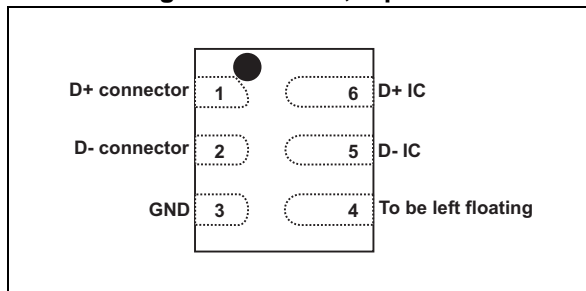 D+ connector 1 6 D+ IC
D- connector 2 5 D- IC
GND 3 4 To be left floating